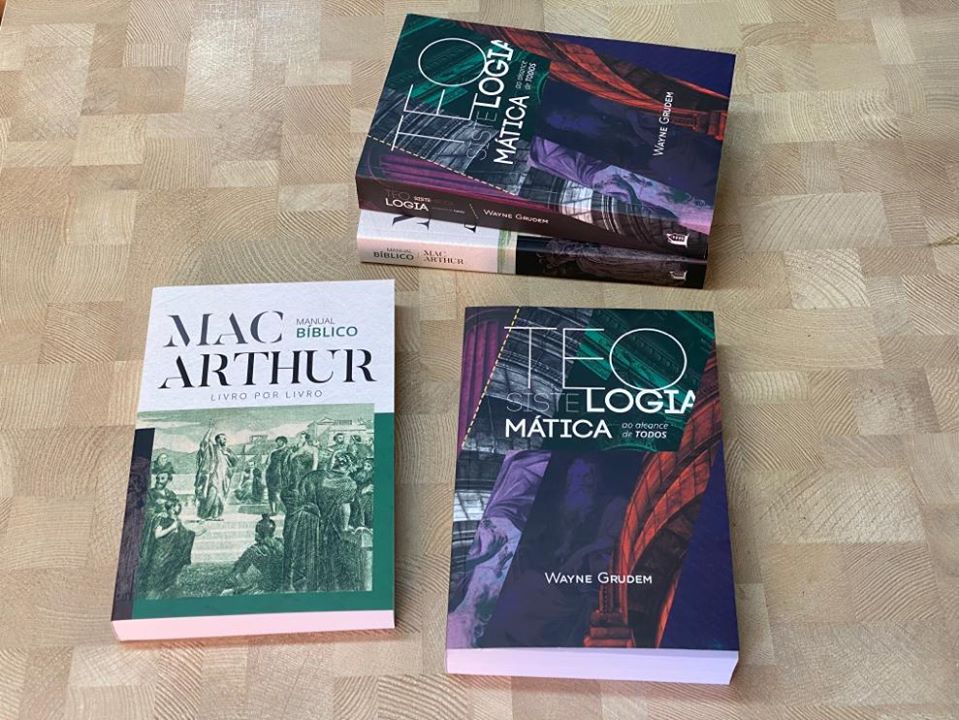 TEO
SISTE LOGIA
MÁTICA ao alcance
de TODOS
WAYNE GRUDEM
TEO SISTE
LOGIA
WAYNE GRUDEM
MANUAL
BÍBLICO
MAC
ARTHUR
MAC MANUAL
BÍBLICO
ARTHUR
LIVRO POR LIVRO
TEO
SISTE LOGIA
MÁTICA ao alcance
de TODOS
WAYNE GRUDEM